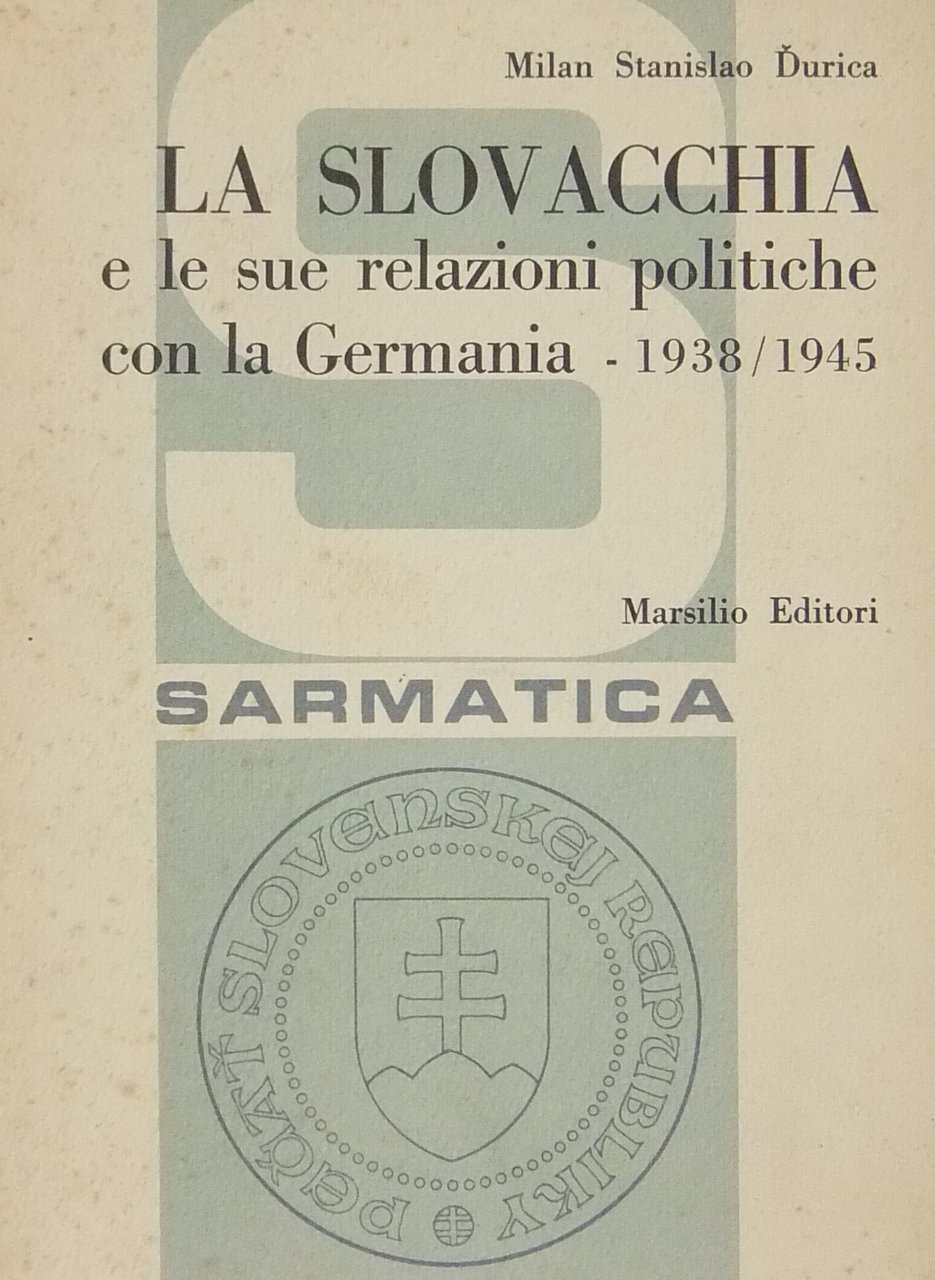 Milan Stanislao Ďurica
LA SLOVACCHIA
e le sue relazioni politiche
con la Germania - 1938/1945
Marsilio Editori
SARMATICA
PEČAŤ SLOVENSKEJ REPUBLIKY